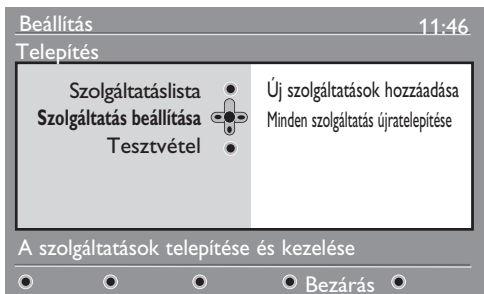 Beállítás 11:46
Telepítés
Szolgáltatáslista
Szolgáltatás beállítása
Tesztvétel
Új szolgáltatások hozzáadása
Minden szolgáltatás újratelepítése
A szolgáltatások telepítése és kezelése
Bezárás